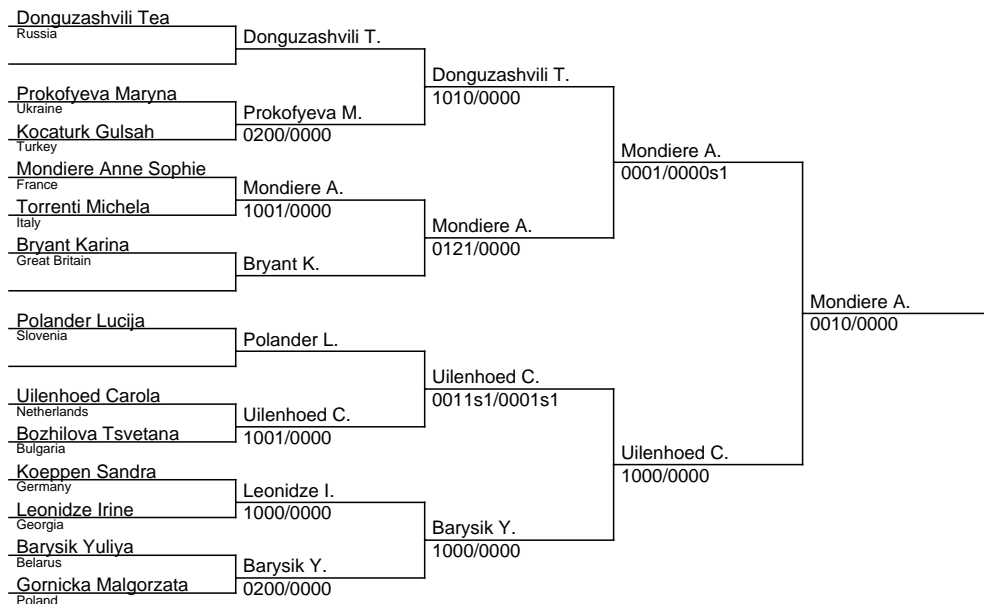 Donguzashvili Tea
Russia
Donguzashvili T.
Donguzashvili T.
1010/0000
Prokofyeva Maryna
Ukraine
Prokofyeva M.
0200/0000
Kocaturk Gulsah
Turkey
Mondiere A.
0001/0000s1
Mondiere Anne Sophie
France
Mondiere A.
1001/0000
Torrenti Michela
Italy
Mondiere A.
0121/0000
Bryant Karina
Great Britain
Bryant K.
Mondiere A.
0010/0000
Polander Lucija
Slovenia
Polander L.
Uilenhoed C.
0011s1/0001s1
Uilenhoed Carola
Netherlands
Uilenhoed C.
1001/0000
Bozhilova Tsvetana
Bulgaria
Uilenhoed C.
1000/0000
Koeppen Sandra
Germany
Leonidze I.
1000/0000
Leonidze Irine
Georgia
Barysik Y.
1000/0000
Barysik Yuliya
Belarus
Barysik Y.
0200/0000
Gornicka Malgorzata
Poland